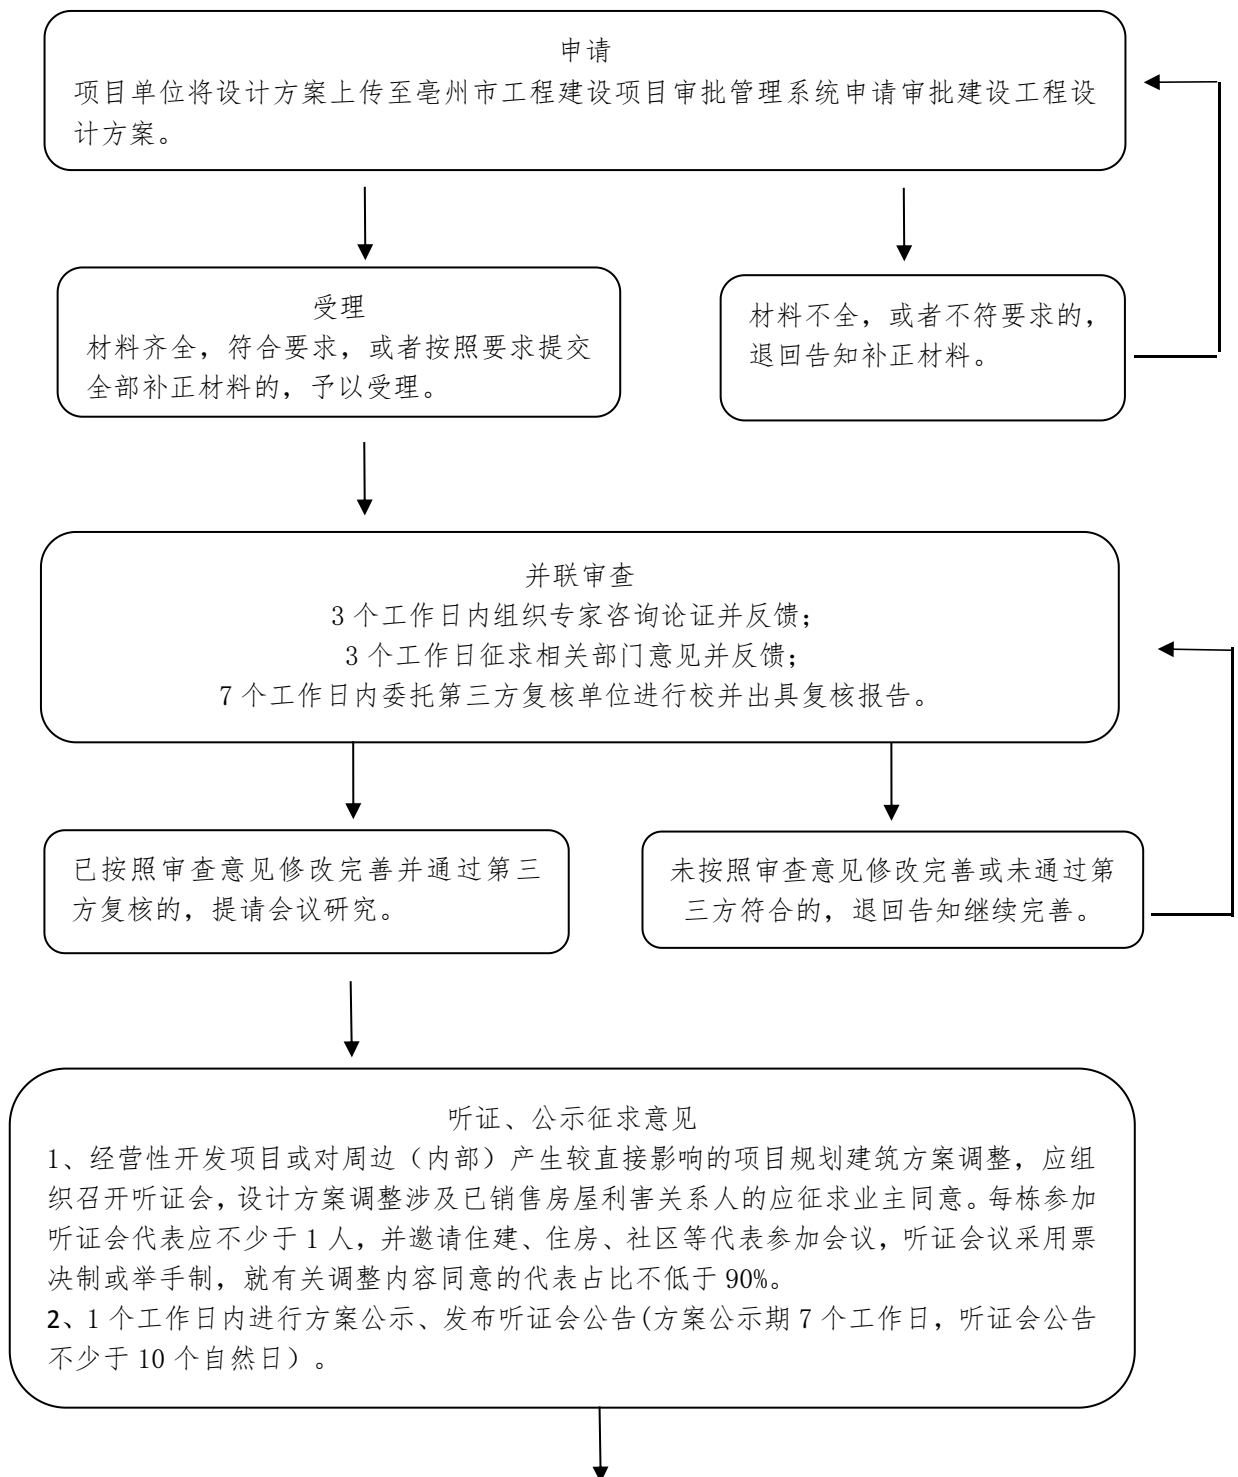 申请
项目单位将设计方案上传至亳州市工程建设项目审批管理系统申请审批建设工程设
计方案。
受理
材料齐全，符合要求，或者按照要求提交
全部补正材料的，予以受理。
材料不全，或者不符要求的，
退回告知补正材料。
并联审查
3 个工作日内组织专家咨询论证并反馈；
3 个工作日征求相关部门意见并反馈；
7 个工作日内委托第三方复核单位进行校并出具复核报告。
已按照审查意见修改完善并通过第三
方复核的，提请会议研究。
未按照审查意见修改完善或未通过第
三方符合的，退回告知继续完善。
听证、公示征求意见
1、经营性开发项目或对周边（内部）产生较直接影响的项目规划建筑方案调整，应组
织召开听证会，设计方案调整涉及已销售房屋利害关系人的应征求业主同意。每栋参加
听证会代表应不少于 1 人，并邀请住建、住房、社区等代表参加会议，听证会议采用票
决制或举手制，就有关调整内容同意的代表占比不低于 90%。
2、1 个工作日内进行方案公示、发布听证会公告(方案公示期 7 个工作日，听证会公告
不少于 10 个自然日）。